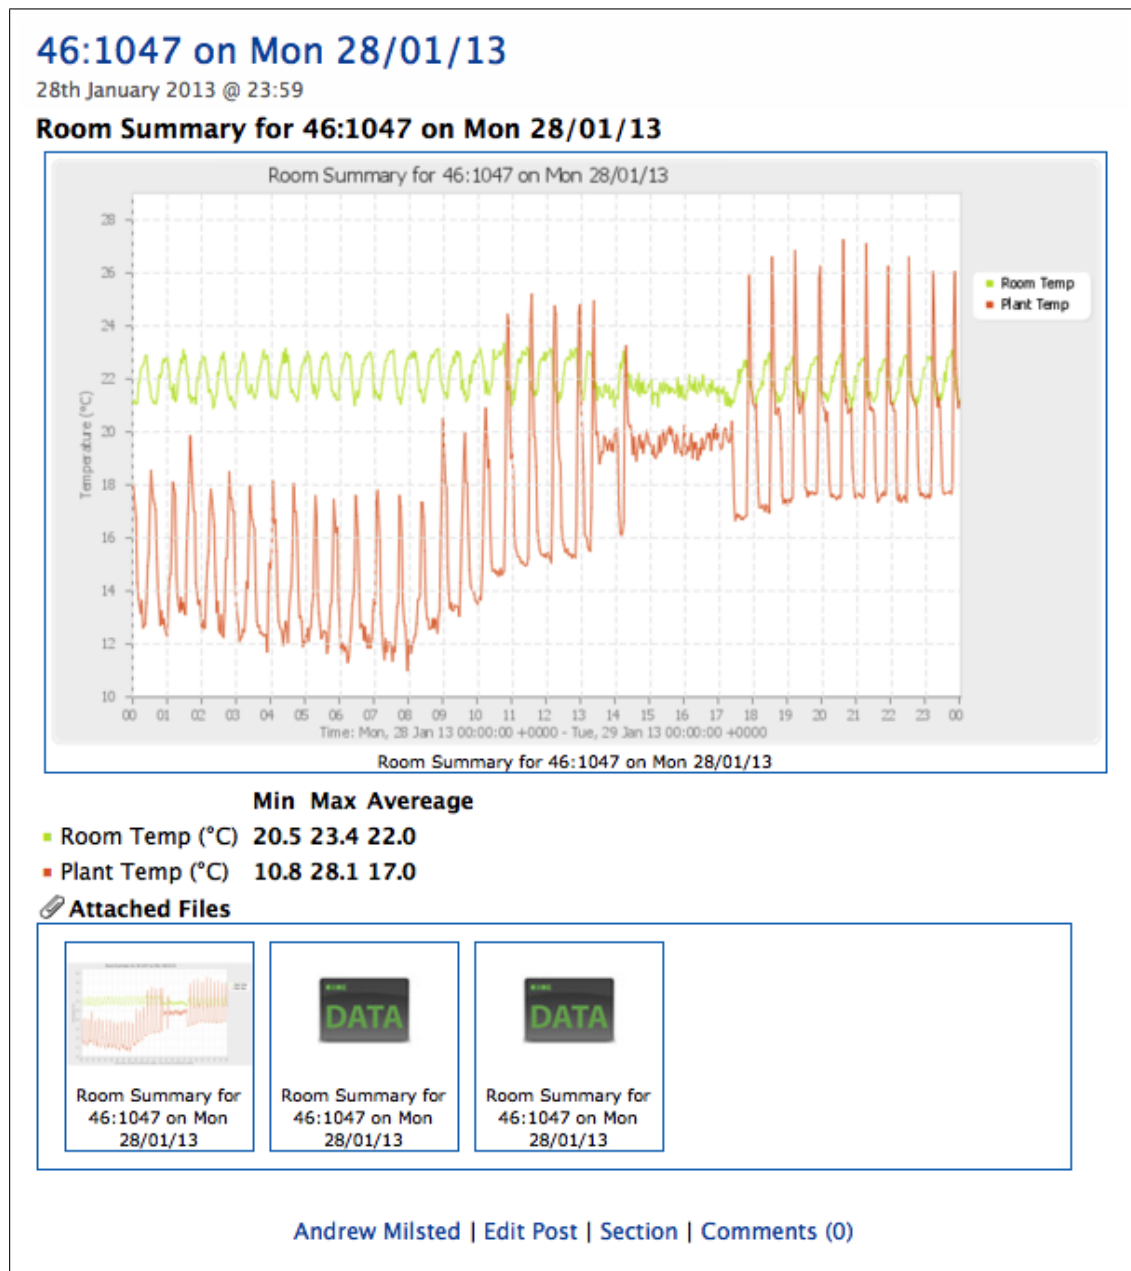 46:1047 on Mon 28/01/13
28th January 2013 @ 23:59
Room Summary for 46:1047 on Mon 28/01/13
Room Summary for 46:1047 on Mon 28/01/13
28
26
24
22
20
18
16
14
12
10
Temperature (°C)
Room Temp
Plant Temp
00 01 02 03 04 05 06 07 08 09 10 11 12 13 14 15 16 17 18 19 20 21 22 23 00
Time: Mon, 28 Jan 13 00:00:00 +0000 - Tue, 29 Jan 13 00:00:00 +0000
Room Summary for 46:1047 on Mon 28/01/13
Min Max Avereage
Room Temp (°C) 20.5 23.4 22.0
Plant Temp (°C) 10.8 28.1 17.0
Attached Files
DATA
DATA
Room Summary for
46:1047 on Mon
28/01/13
Room Summary for
46:1047 on Mon
28/01/13
Room Summary for
46:1047 on Mon
28/01/13
Andrew Milsted | Edit Post | Section | Comments (0)